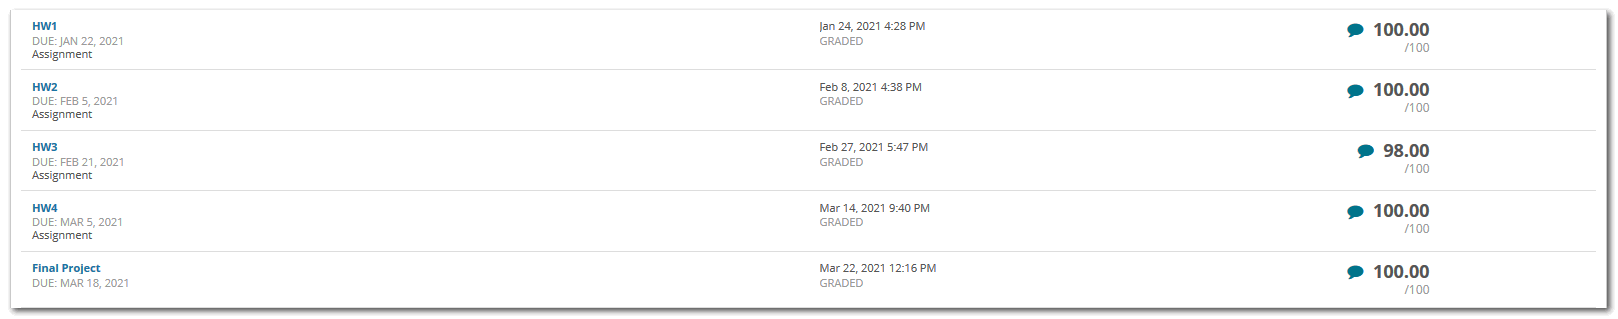 HW1
DUE: JAN 22, 2021
Assignment
Jan 24, 2021 4:28 PM
GRADED
100.00
/100
HW2
DUE: FEB 5, 2021
Assignment
Feb 8, 2021 4:38 PM
GRADED
100.00
/100
HW3
DUE: FEB 21, 2021
Assignment
Feb 27, 2021 5:47 PM
GRADED
98.00
/100
HW4
DUE: MAR 5, 2021
Assignment
Mar 14, 2021 9:40 PM
GRADED
100.00
/100
Final Project
DUE: MAR 18, 2021
Mar 22, 2021 12:16 PM
GRADED
100.00
/100